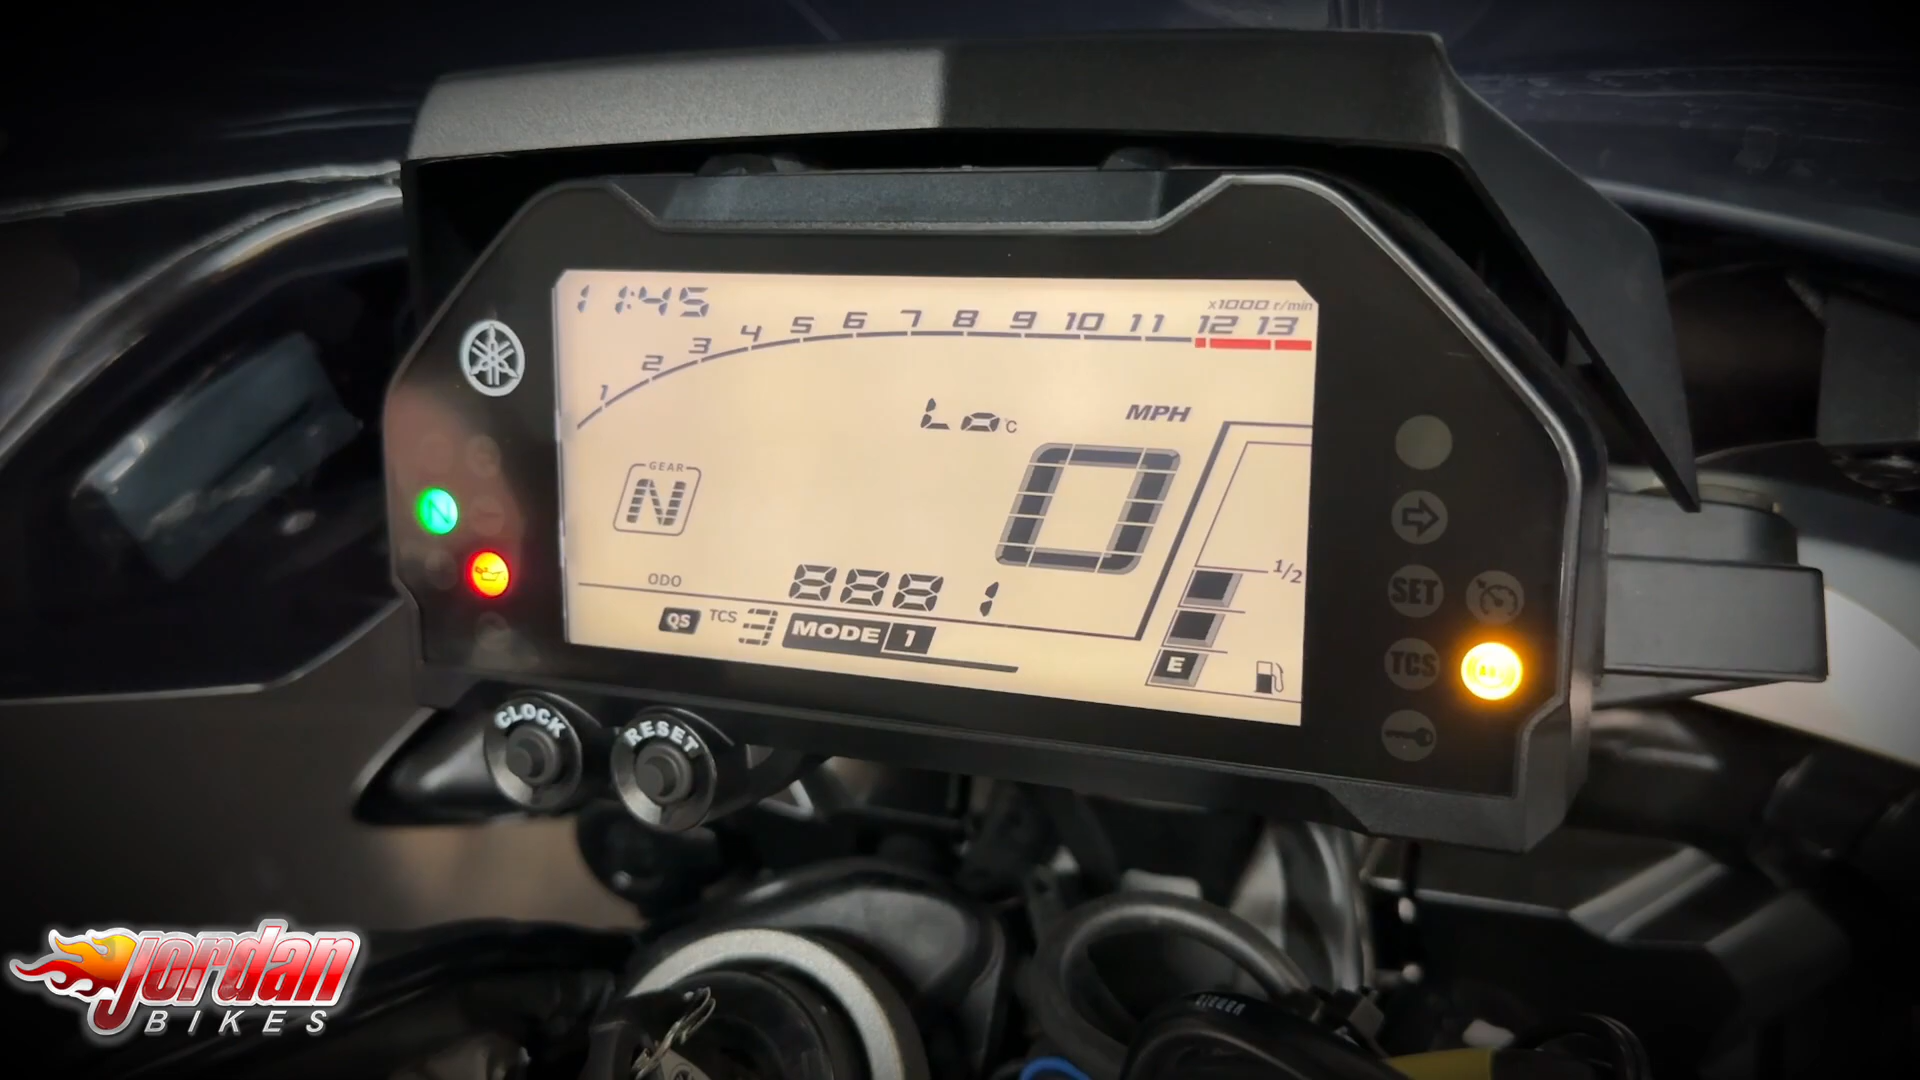 11:45
x1000 r/min
1 2 3 4 5 6 7 8 9 10 11 12 13
Lo °C
MPH
GEAR
N
0
N
1/2
ODO
8881
SET
QS TCS 3 MODE 1
E
TCS
ABS
CLOCK
RESET
Jordan
BIKES